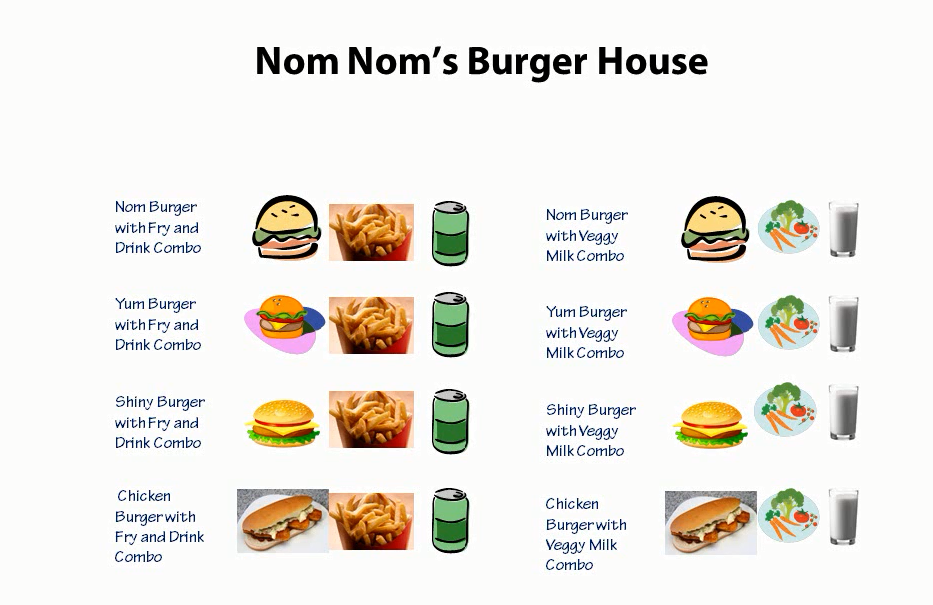 Nom Nom's Burger House
Nom Burger
with Fry and
Drink Combo
Nom Burger
with Veggy
Milk Combo
Yum Burger
with Fry and
Drink Combo
Yum Burger
with Veggy
Milk Combo
Shiny Burger
with Fry and
Drink Combo
Shiny Burger
with Veggy
Milk Combo
Chicken
Burger with
Fry and Drink
Combo
Chicken
Burger with
Veggy Milk
Combo